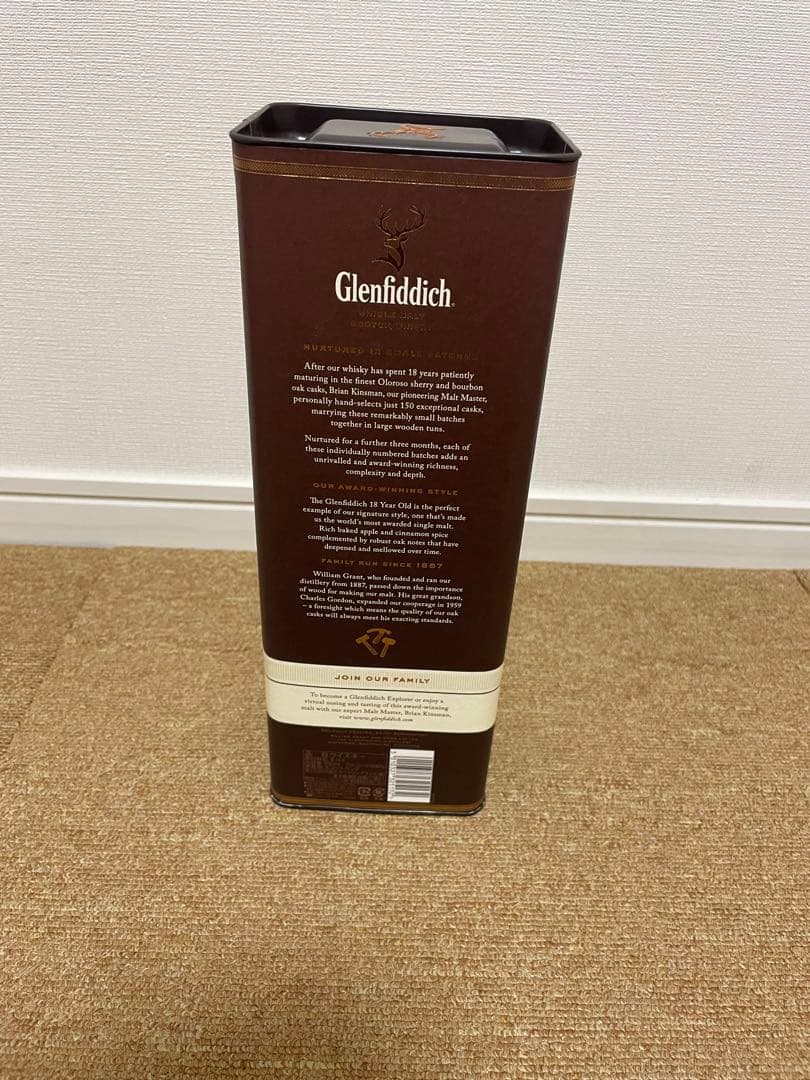 Glenfiddich
SINGLE MALT
SCOTCH WHISKY
NURTURED IN SMALL BATCHES
After our whisky has spent 18 years patiently
maturing in the finest Oloroso sherry and bourbon
oak casks, Brian Kinsman, our pioneering Malt Master,
personally hand-selects just 150 exceptional casks,
marrying these remarkably small batches
together in large wooden tuns.
Nurtured for a further three months, each of
these individually numbered batches adds an
unrivalled and award-winning richness,
complexity and depth.
OUR AWARD-WINNING STYLE
The Glenfiddich 18 Year Old is the perfect
example of our signature style, one that's made
us the world's most awarded single malt.
Rich baked apple and cinnamon spice
complemented by robust oak notes that have
deepened and mellowed over time.
FAMILY RUN SINCE 1887
William Grant, who founded and ran our
distillery from 1887, passed down the importance
of wood for making our malt. His great grandson,
Charles Gordon, expanded our cooperage in 1959
– a foresight which means the quality of our oak
casks will always meet his exacting standards.
JOIN OUR FAMILY
To become a Glenfiddich Explorer or enjoy a
virtual nosing and tasting of this award-winning
malt with our expert Malt Master, Brian Kinsman,
visit www.glenfiddich.com